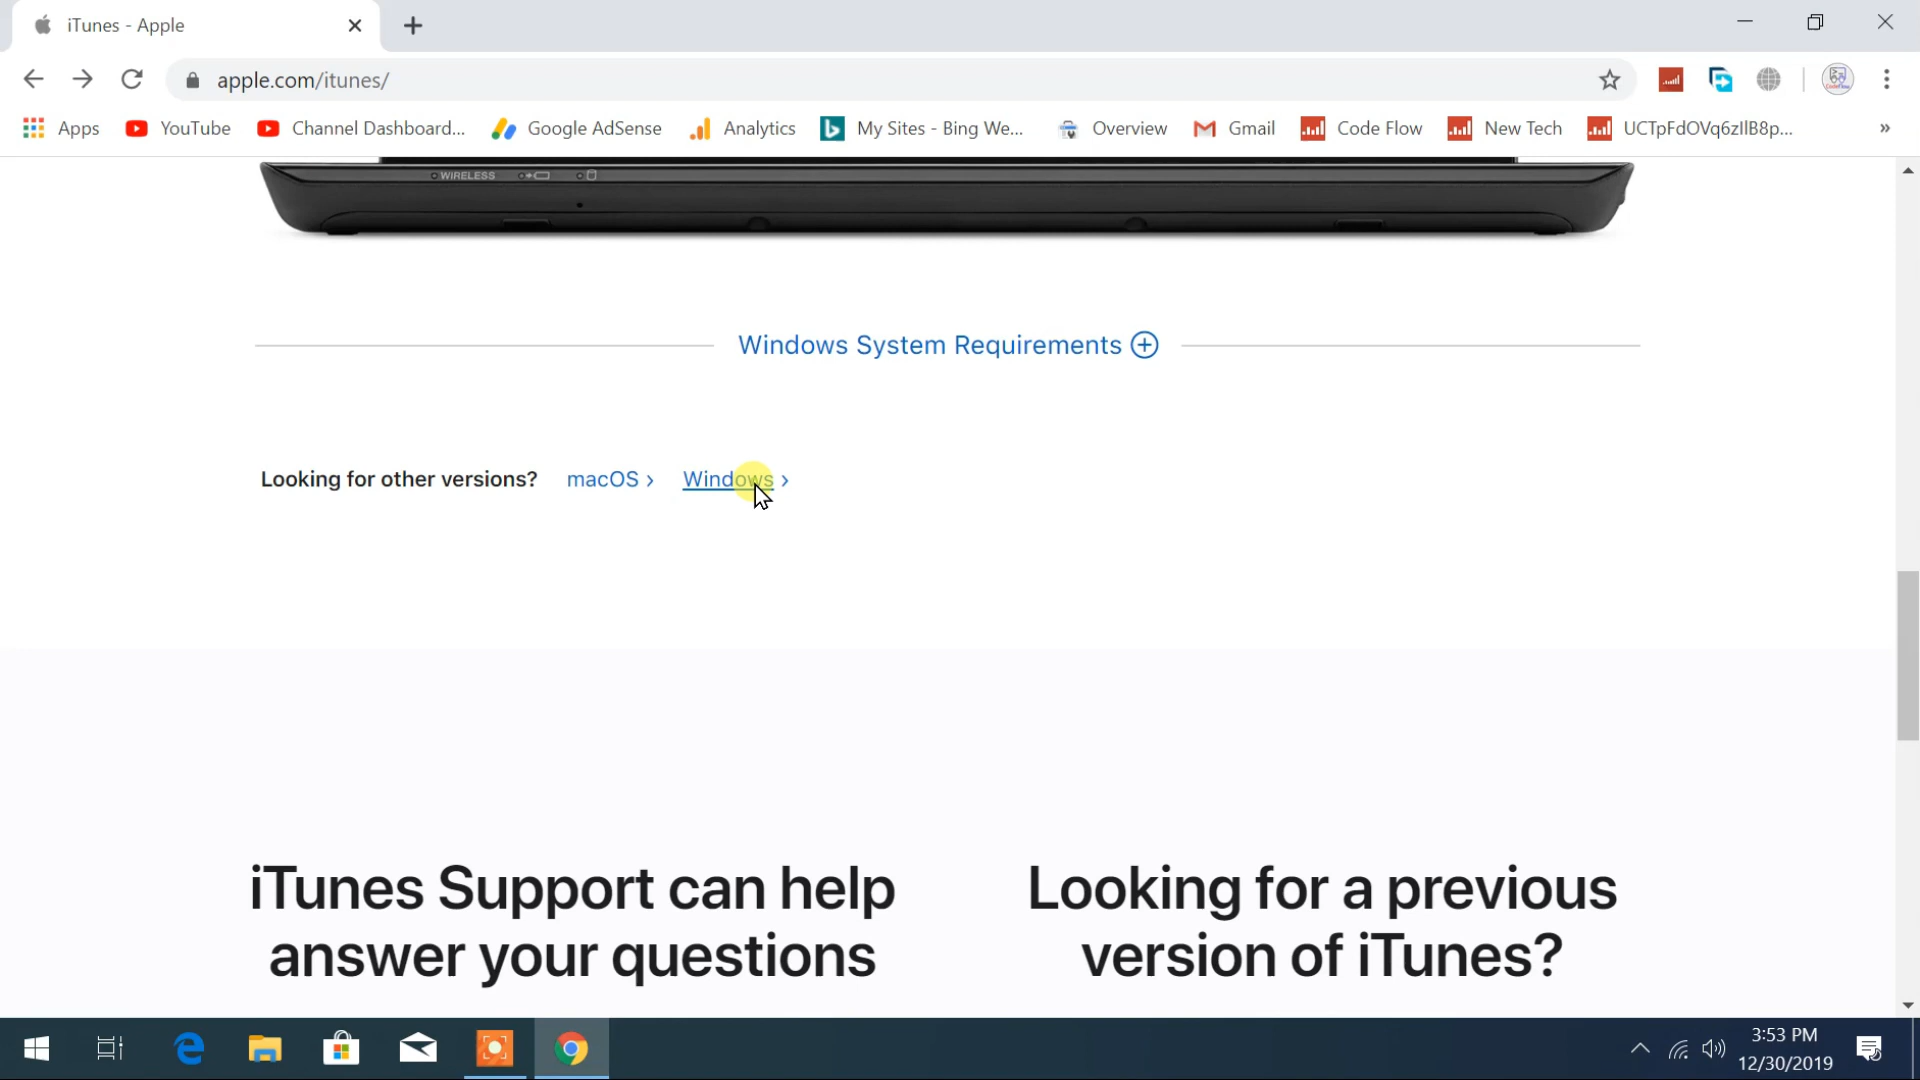 iTunes - Apple
apple.com/itunes/
Apps YouTube Channel Dashboard... Google AdSense Analytics My Sites - Bing We... Overview Gmail Code Flow New Tech UCTpFdOVq6zIlB8p... »
WIRELESS
Windows System Requirements
Looking for other versions? macOS > Windows >
iTunes Support can help
answer your questions
Looking for a previous
version of iTunes?
3:53 PM
12/30/2019